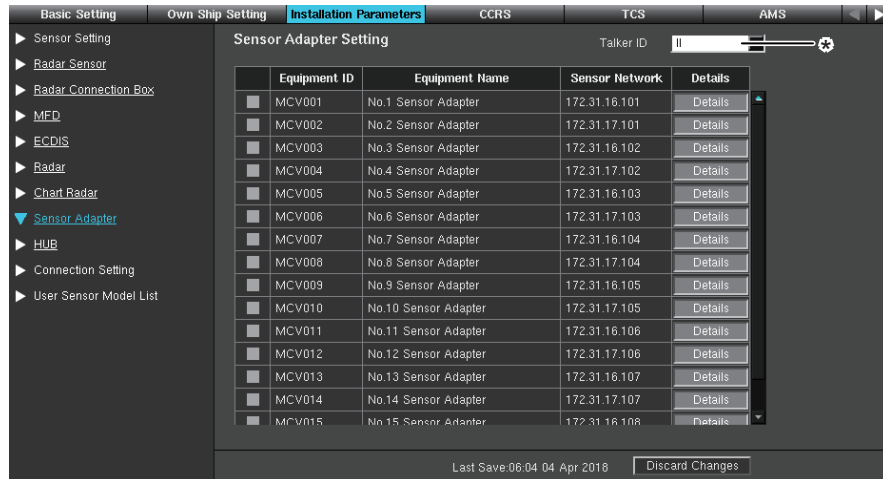 Basic Setting Own Ship Setting Installation Parameters CCRS TCS AMS
Sensor Setting
Radar Sensor
Radar Connection Box
MFD
ECDIS
Radar
Chart Radar
Sensor Adapter
HUB
Connection Setting
User Sensor Model List
Sensor Adapter Setting
Talker ID II
Equipment ID Equipment Name Sensor Network Details
MCV001 No.1 Sensor Adapter 172.31.16.101 Details
MCV002 No.2 Sensor Adapter 172.31.17.101 Details
MCV003 No.3 Sensor Adapter 172.31.16.102 Details
MCV004 No.4 Sensor Adapter 172.31.17.102 Details
MCV005 No.5 Sensor Adapter 172.31.16.103 Details
MCV006 No.6 Sensor Adapter 172.31.17.103 Details
MCV007 No.7 Sensor Adapter 172.31.16.104 Details
MCV008 No.8 Sensor Adapter 172.31.17.104 Details
MCV009 No.9 Sensor Adapter 172.31.16.105 Details
MCV010 No.10 Sensor Adapter 172.31.17.105 Details
MCV011 No.11 Sensor Adapter 172.31.16.106 Details
MCV012 No.12 Sensor Adapter 172.31.17.106 Details
MCV013 No.13 Sensor Adapter 172.31.16.107 Details
MCV014 No.14 Sensor Adapter 172.31.17.107 Details
MCV015 No.15 Sensor Adapter 172.31.16.108 Details
Last Save:06:04 04 Apr 2018 Discard Changes